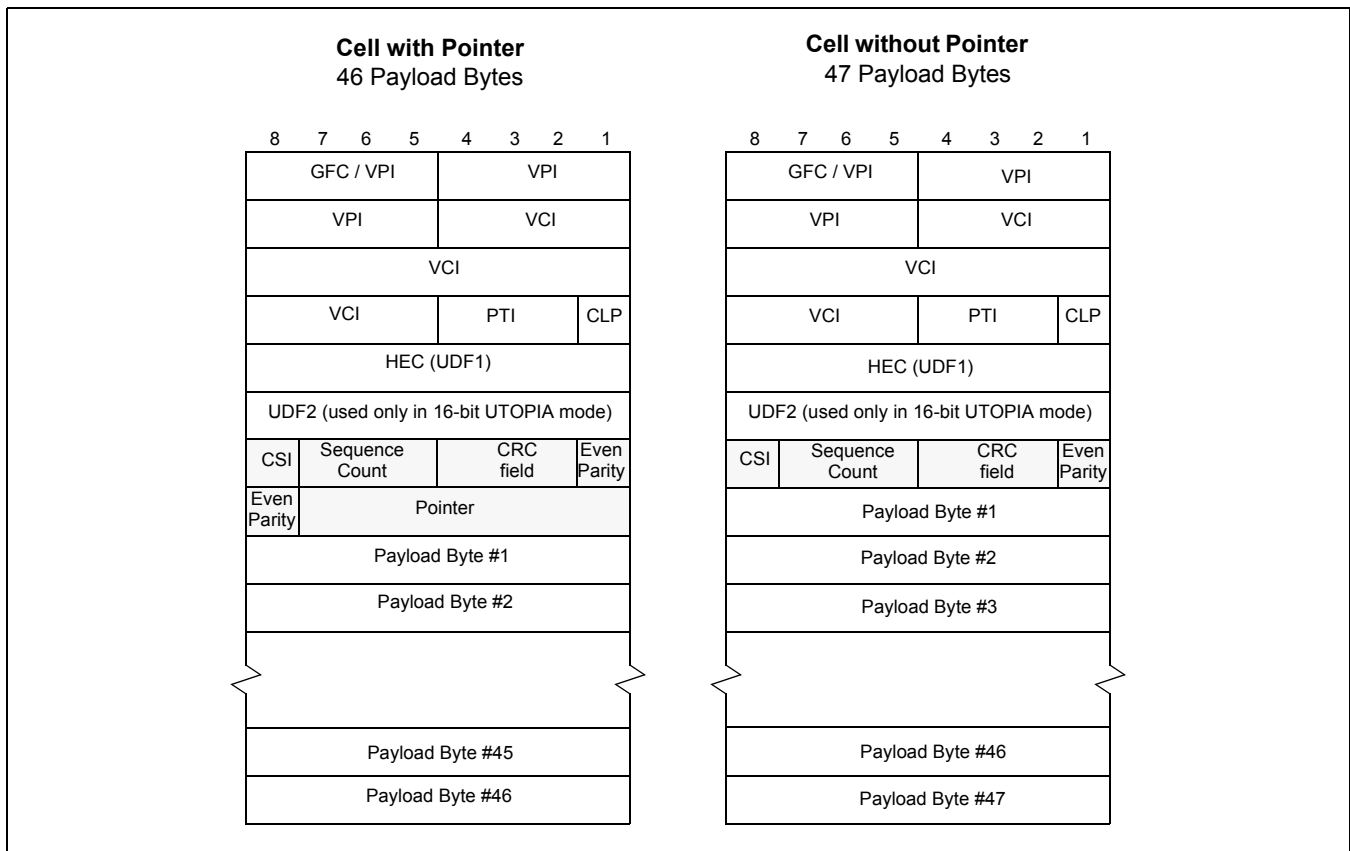 Cell with Pointer
46 Payload Bytes
8 7 6 5 4 3 2 1
GFC / VPI VPI
VPI VCI
VCI
VCI PTI CLP
HEC (UDF1)
UDF2 (used only in 16-bit UTOPIA mode)
CSI Sequence Count CRC field Even Parity
Even Parity Pointer
Payload Byte #1
Payload Byte #2
Payload Byte #45
Payload Byte #46
Cell without Pointer
47 Payload Bytes
8 7 6 5 4 3 2 1
GFC / VPI VPI
VPI VCI
VCI
VCI PTI CLP
HEC (UDF1)
UDF2 (used only in 16-bit UTOPIA mode)
CSI Sequence Count CRC field Even Parity
Payload Byte #1
Payload Byte #2
Payload Byte #3
Payload Byte #46
Payload Byte #47